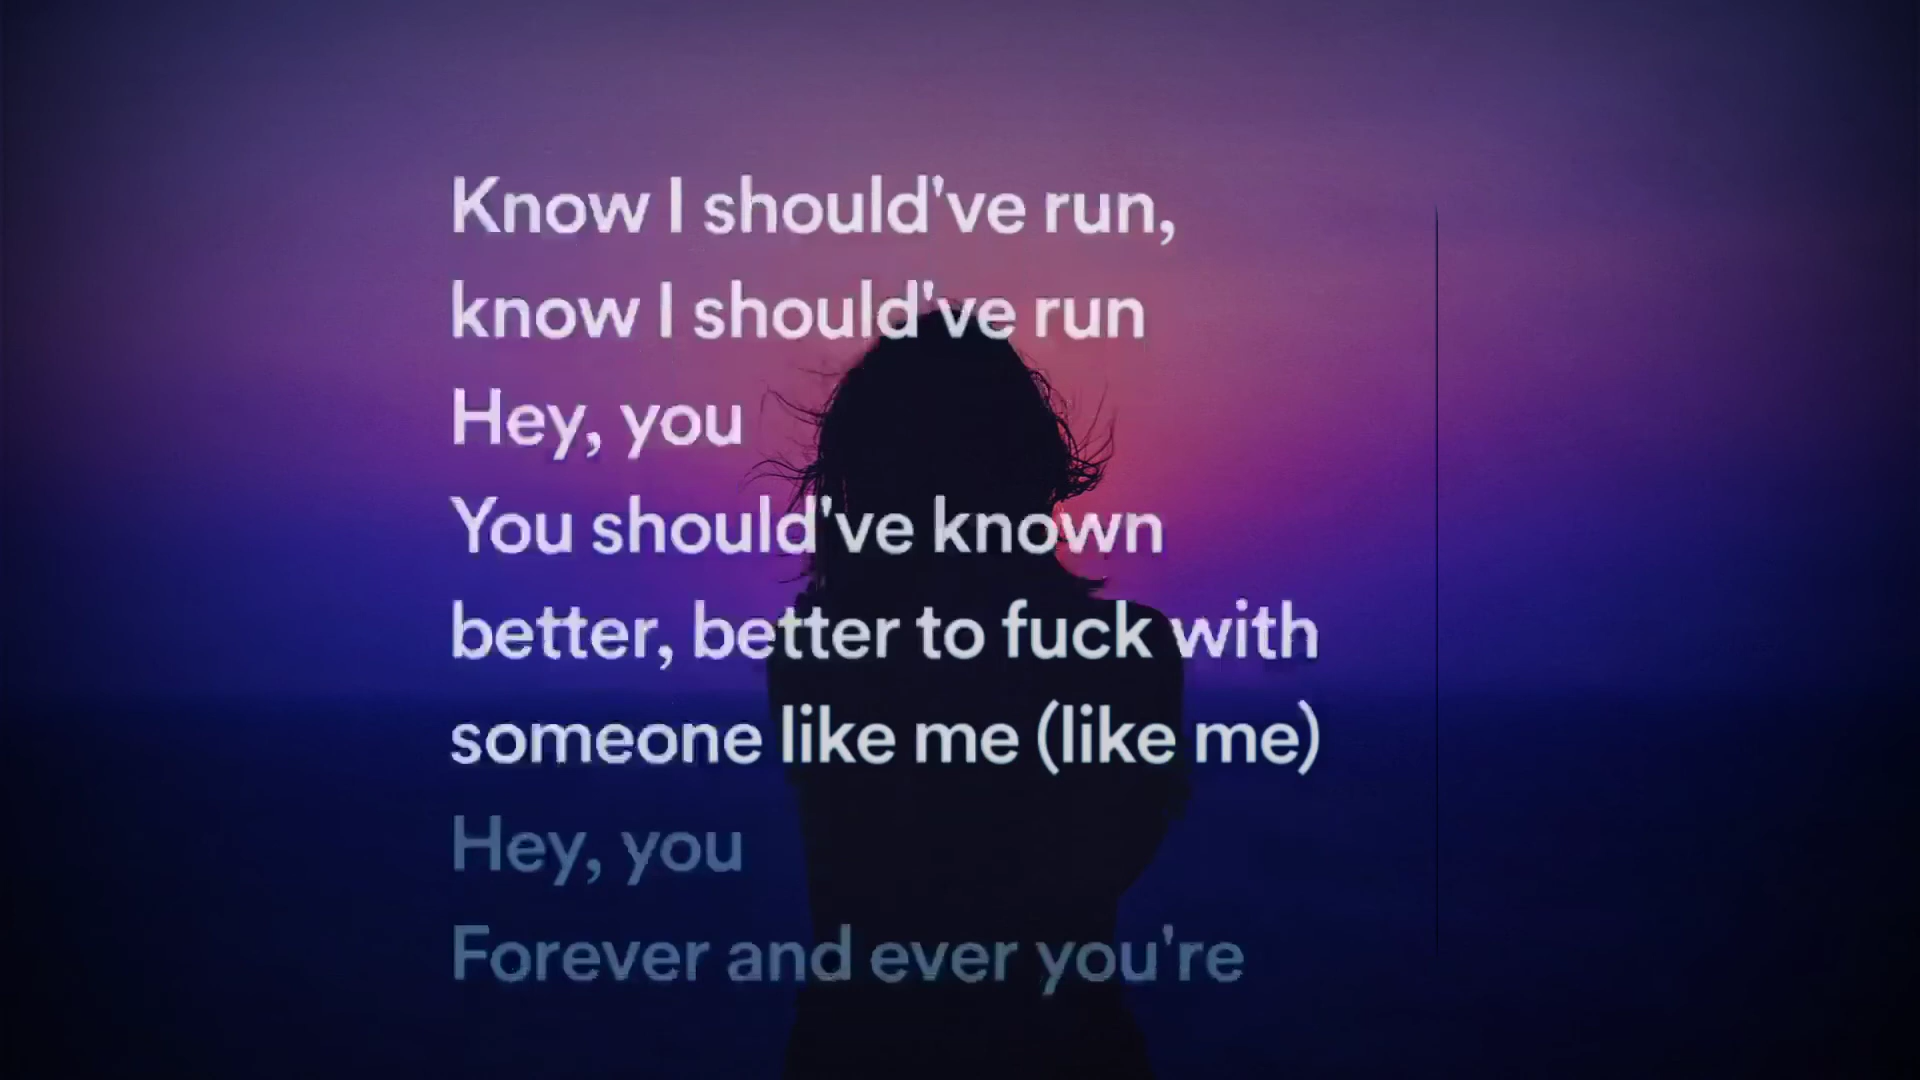 Know I should've run,
know I should've run
Hey, you
You should've known
better, better to fuck with
someone like me (like me)
Hey, you
Forever and ever you're